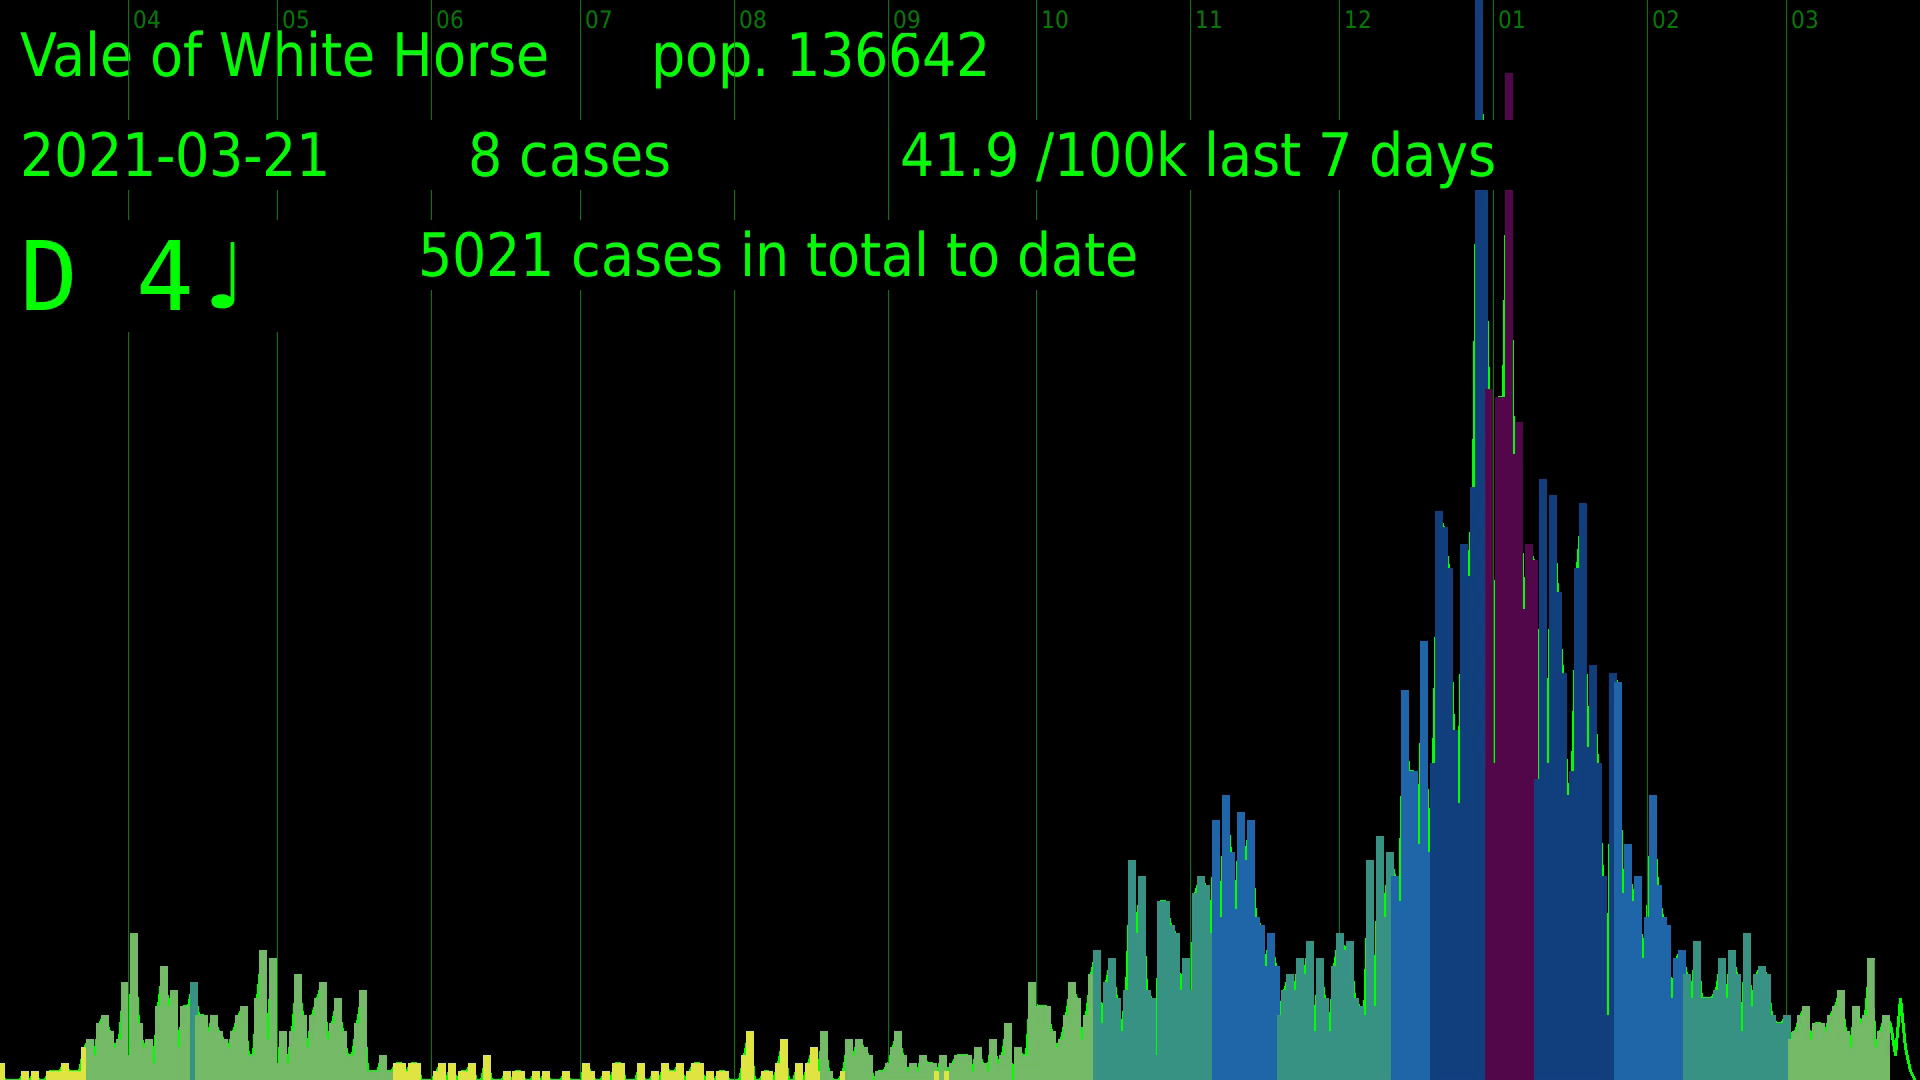 04 05 06 07 08 09 10 11 12 01 02 03
Vale of White Horse pop. 136642
2021-03-21 8 cases 41.9 /100k last 7 days
D 4♩ 5021 cases in total to date